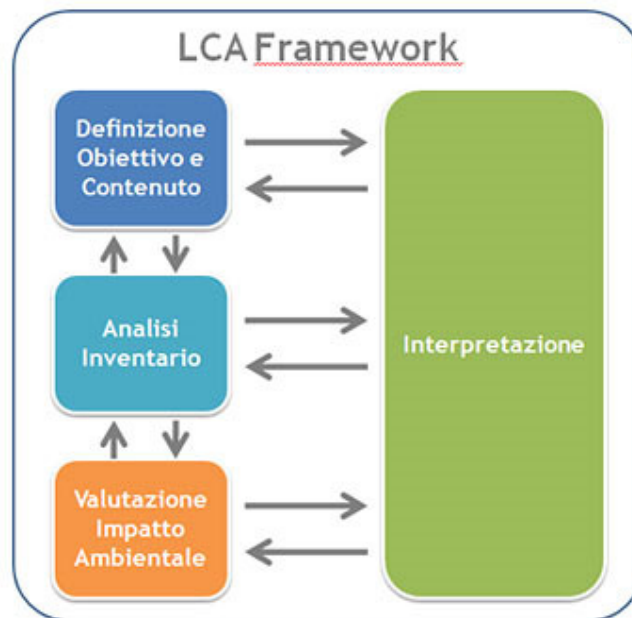 LCA Framework
Definizione
Obiettivo e
Contenuto
Analisi
Inventario
Interpretazione
Valutazione
Impatto
Ambientale